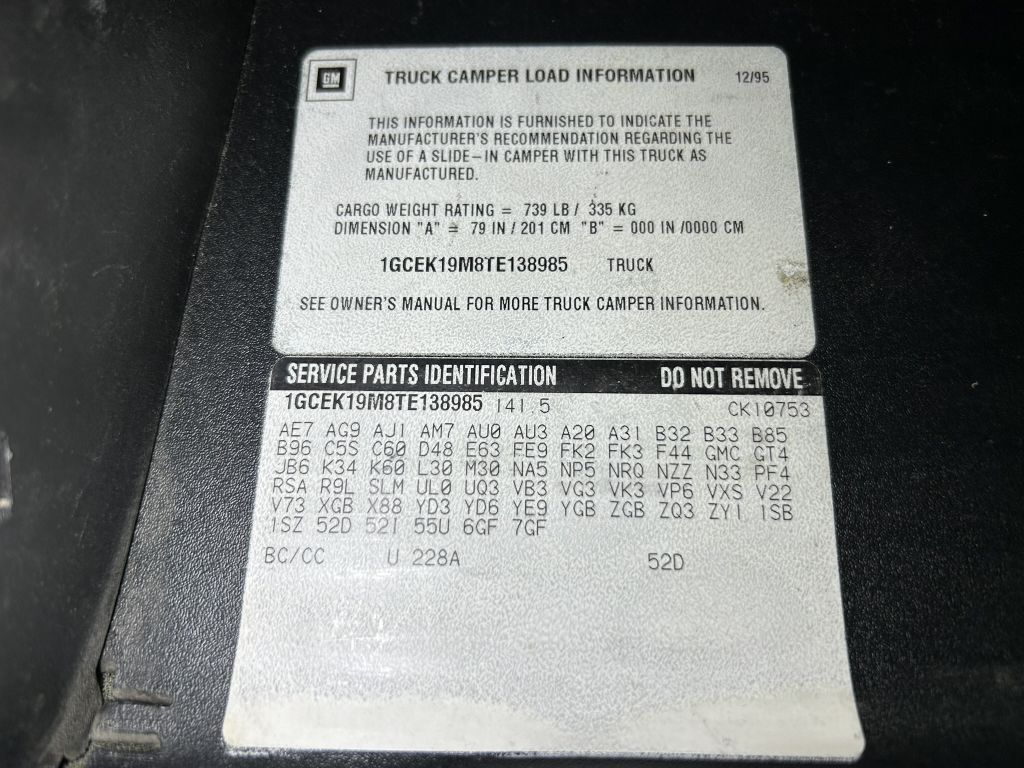 GM TRUCK CAMPER LOAD INFORMATION 12/95
THIS INFORMATION IS FURNISHED TO INDICATE THE
MANUFACTURER'S RECOMMENDATION REGARDING THE
USE OF A SLIDE-IN CAMPER WITH THIS TRUCK AS
MANUFACTURED.
CARGO WEIGHT RATING = 739 LB / 335 KG
DIMENSION "A" = 79 IN / 201 CM "B" = 000 IN /0000 CM
1GCEK19M8TE138985 TRUCK
SEE OWNER'S MANUAL FOR MORE TRUCK CAMPER INFORMATION.
SERVICE PARTS IDENTIFICATION DO NOT REMOVE
1GCEK19M8TE138985 141.5 CK10753
AE7 AG9 AJ1 AM7 AU0 AU3 A20 A31 B32 B33 B85
B96 C5S C60 D48 E63 FE9 FK2 FK3 F44 GMC GT4
JB6 K34 K60 L30 M30 NA5 NP5 NRQ NZZ N33 PF4
RSA R9L SLM UL0 UQ3 VB3 VG3 VK3 VP6 VXS V22
V73 XGB X88 YD3 YD6 YE9 YGB ZGB ZQ3 ZY1 1SB
1SZ 52D 52I 55U 6GF 7GF
BC/CC U 228A 52D